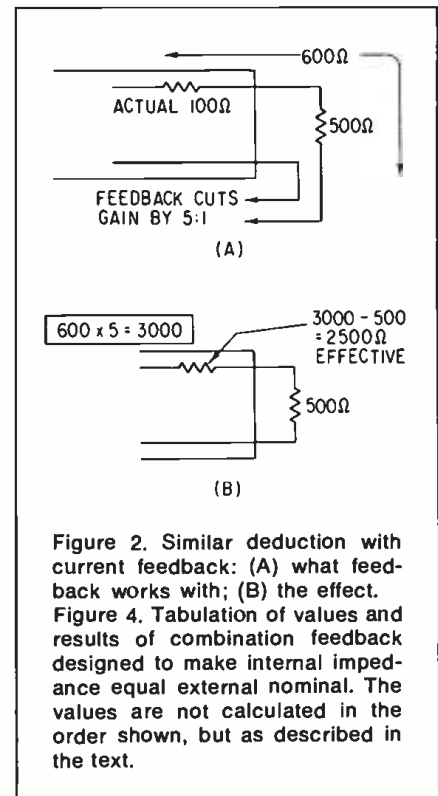 600Ω
ACTUAL 100Ω
500Ω
FEEDBACK CUTS
GAIN BY 5:1
(A)
600 x 5 = 3000
3000 - 500
= 2500Ω
EFFECTIVE
500Ω
(B)
Figure 2. Similar deduction with
current feedback: (A) what feed-
back works with; (B) the effect.
Figure 4. Tabulation of values and
results of combination feedback
designed to make internal imped-
ance equal external nominal. The
values are not calculated in the
order shown, but as described in
the text.